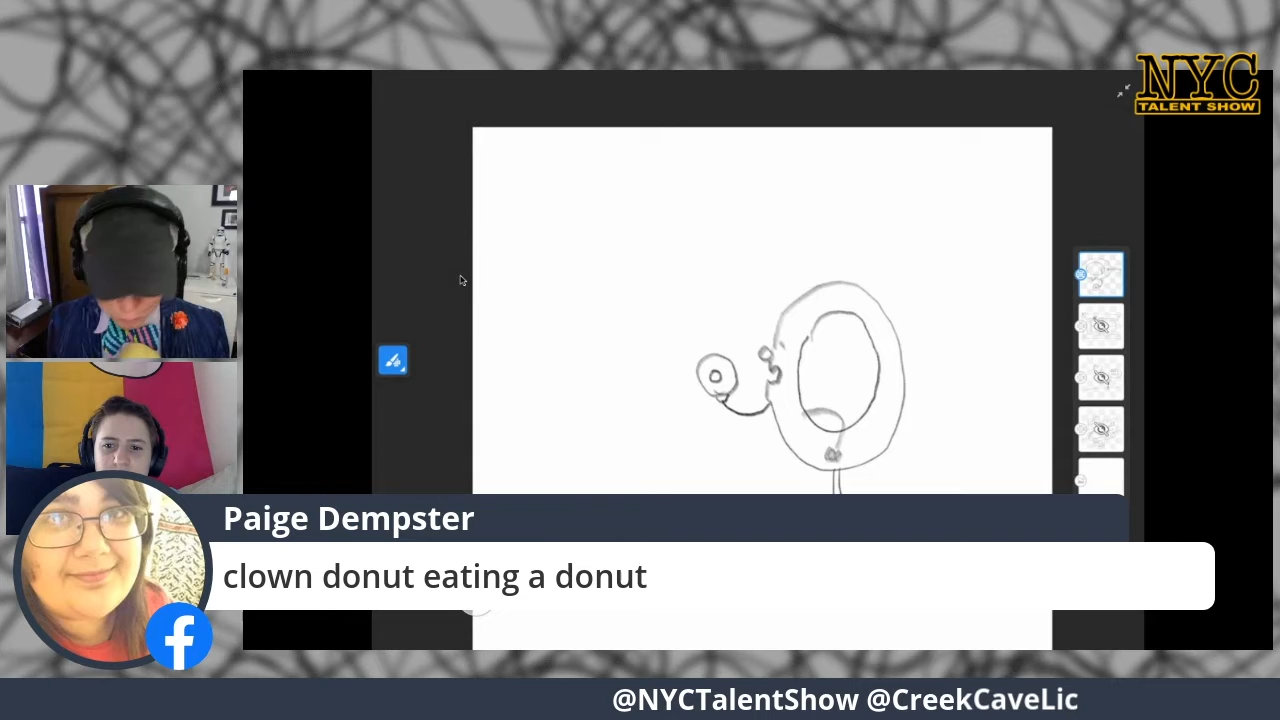 NYC
TALENT SHOW
Paige Dempster
clown donut eating a donut
@NYCTalentShow @CreekCaveLic